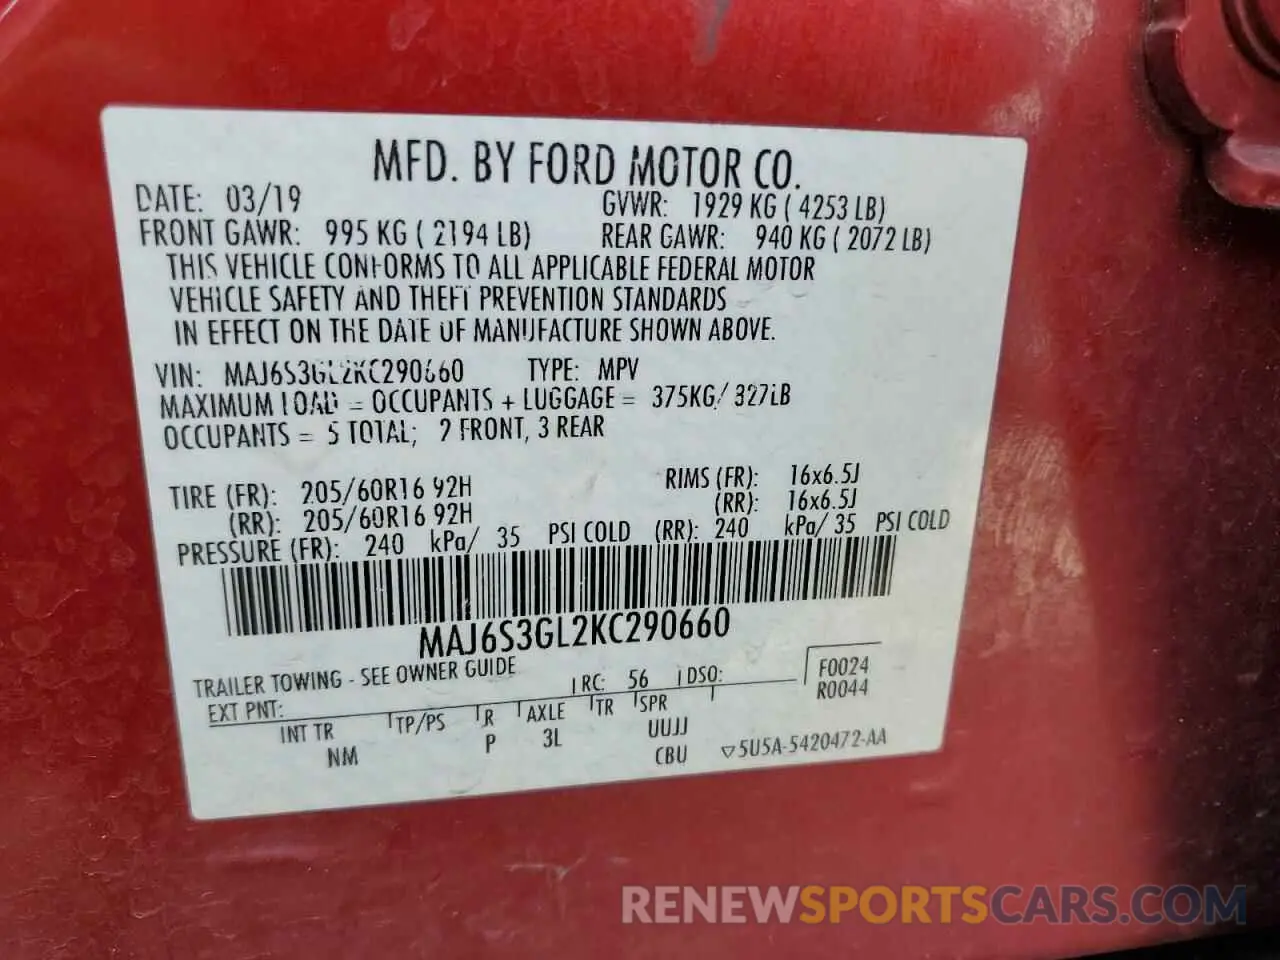 MFD. BY FORD MOTOR CO.
DATE: 03/19 GVWR: 1929 KG ( 4253 LB)
FRONT GAWR: 995 KG ( 2194 LB) REAR GAWR: 940 KG ( 2072 LB)
THIS VEHICLE CONFORMS TO ALL APPLICABLE FEDERAL MOTOR
VEHICLE SAFETY AND THEFT PREVENTION STANDARDS
IN EFFECT ON THE DATE OF MANUFACTURE SHOWN ABOVE.
VIN: MAJ6S3GL2KC290660 TYPE: MPV
MAXIMUM LOAD = OCCUPANTS + LUGGAGE = 375KG/ 827LB
OCCUPANTS = 5 TOTAL; 2 FRONT, 3 REAR
TIRE (FR): 205/60R16 92H RIMS (FR): 16x6.5J
(RR): 205/60R16 92H (RR): 16x6.5J
PRESSURE (FR): 240 kPa/ 35 PSI COLD (RR): 240 kPa/ 35 PSI COLD
MAJ6S3GL2KC290660
TRAILER TOWING - SEE OWNER GUIDE
EXT PNT: RC: 56 DSO: F0024
R0044
INT TR TP/PS R AXLE TR SPR
NM P 3L UUJJ
CBU ▽5U5A-5420472-AA
RENEWSPORTSCARS.COM